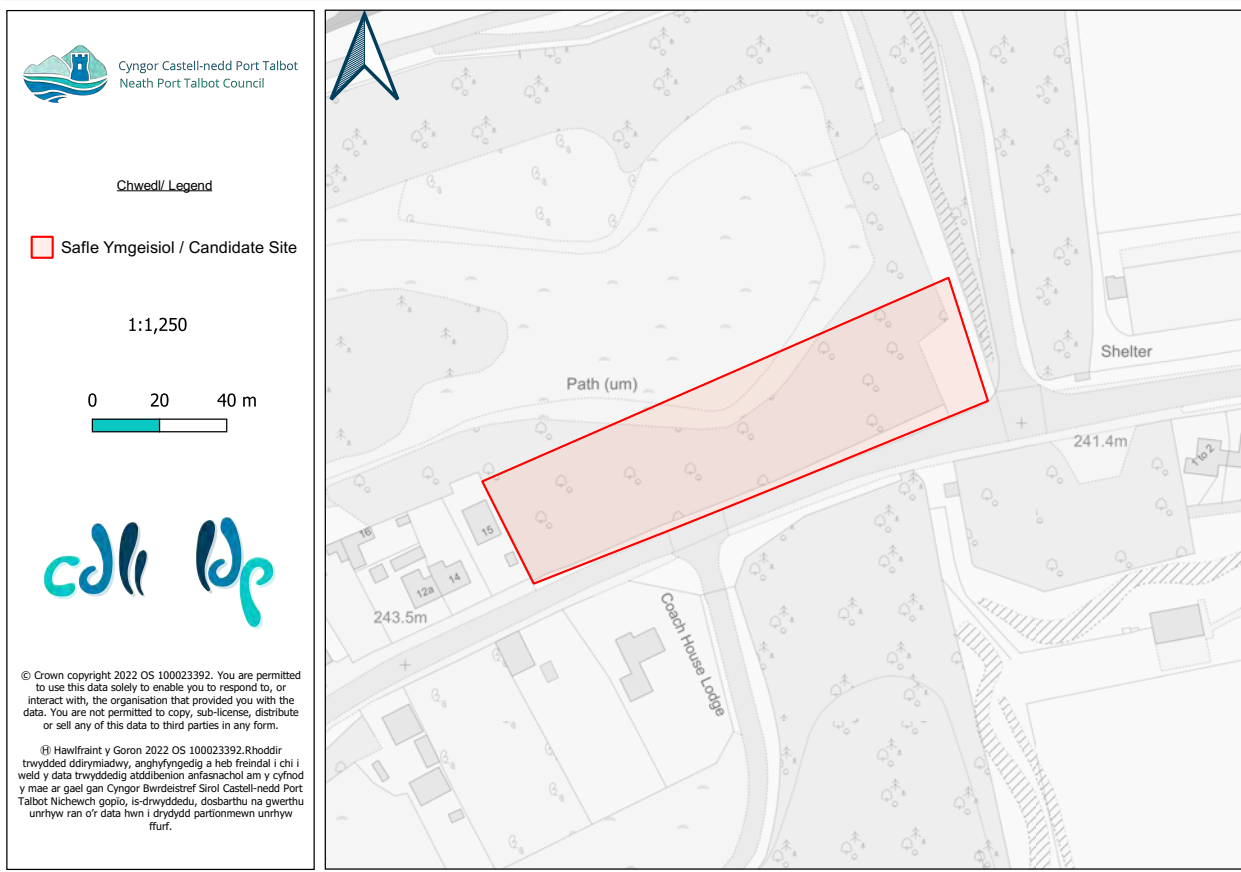 Cyngor Castell-nedd Port Talbot
Neath Port Talbot Council
Chwedl/ Legend
Safle Ymgeisiol / Candidate Site
1:1,250
0 20 40 m
cdll ldp
© Crown copyright 2022 OS 100023392. You are permitted
to use this data solely to enable you to respond to, or
interact with, the organisation that provided you with the
data. You are not permitted to copy, sub-license, distribute
or sell any of this data to third parties in any form.
Ⓗ Hawlfraint y Goron 2022 OS 100023392.Rhoddir
trwydded ddirymiadwy, anghyfyngedig a heb freindal i chi i
weld y data trwyddedig atddibenion anfasnachol am y cyfnod
y mae ar gael gan Cyngor Bwrdeistref Sirol Castell-nedd Port
Talbot Nichewch gopïo, is-drwyddedu, dosbarthu na gwerthu
unrhyw ran o'r data hwn i drydydd partïonmewn unrhyw
ffurf.
Shelter
Path (um)
241.4m
1 to 2
15
16
14
12a
243.5m
Coach House Lodge